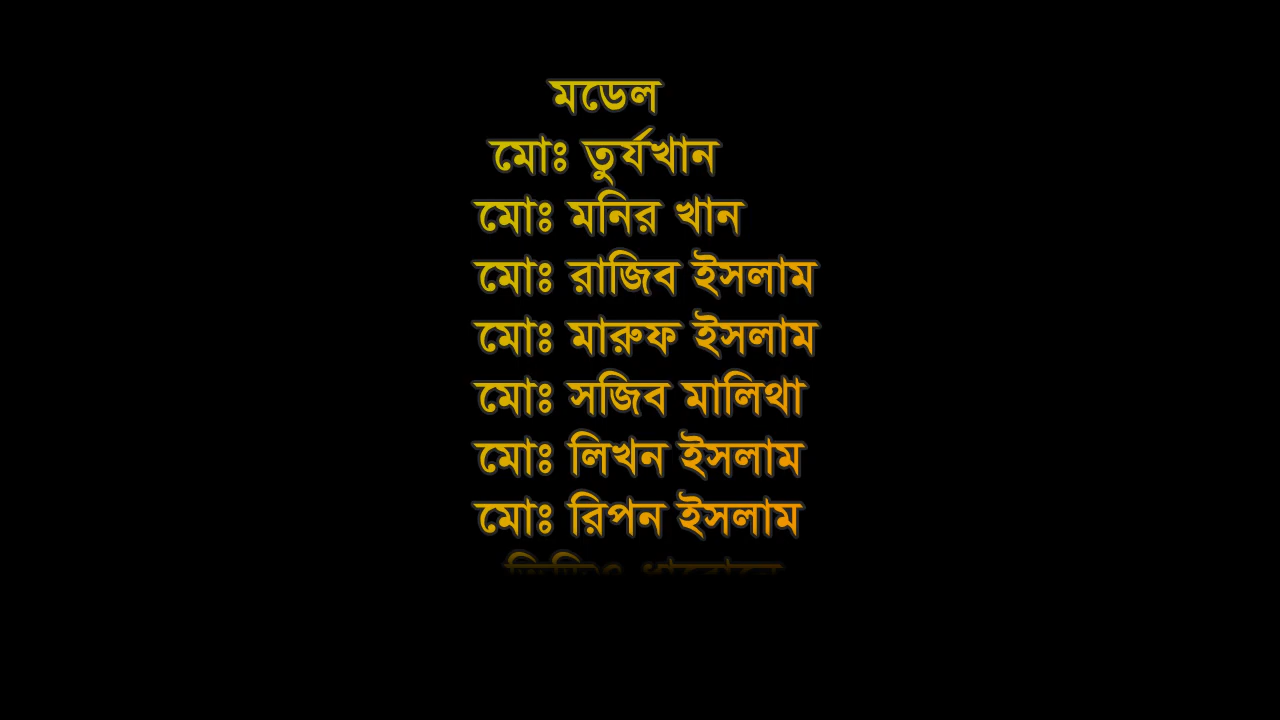 মডেল
মোঃ তুর্যখান
মোঃ মনির খান
মোঃ রাজিব ইসলাম
মোঃ মারুফ ইসলাম
মোঃ সজিব মালিথা
মোঃ লিখন ইসলাম
মোঃ রিপন ইসলাম